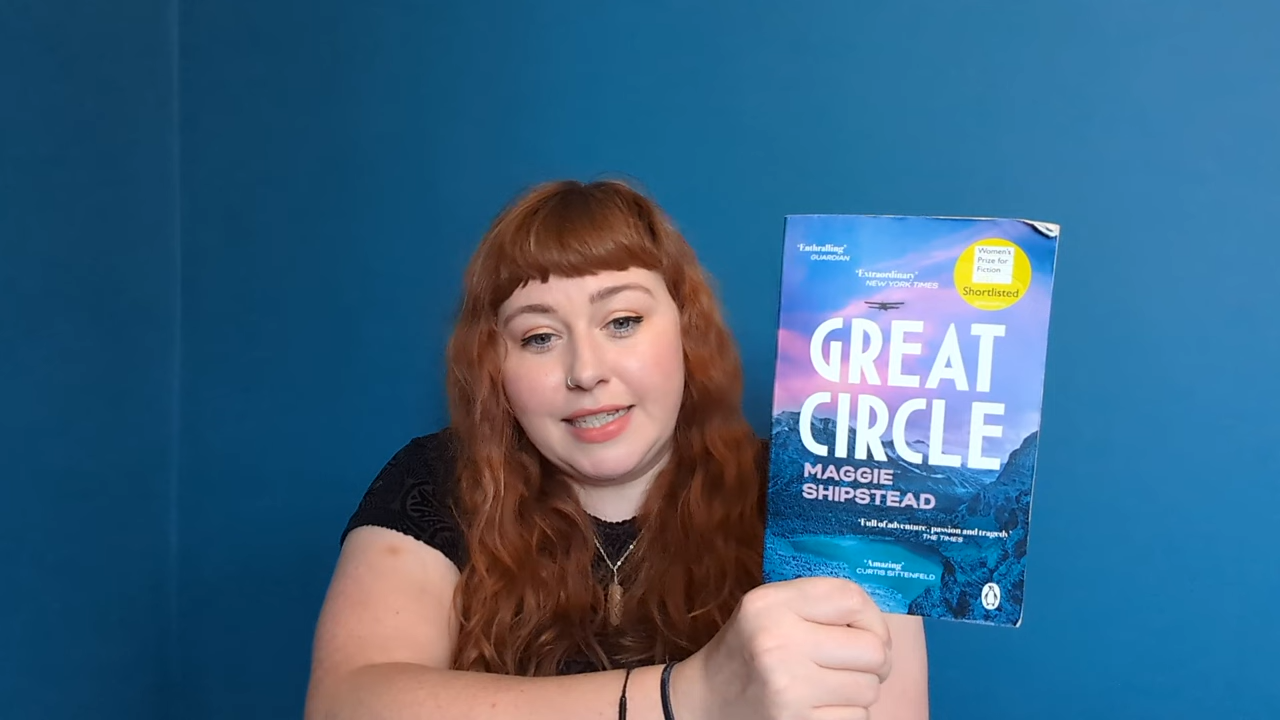 'Enthralling'
GUARDIAN
'Extraordinary'
NEW YORK TIMES
Women's
Prize for
Fiction
Shortlisted
GREAT
CIRCLE
MAGGIE
SHIPSTEAD
'Full of adventure, passion and tragedy'
THE TIMES
'Amazing'
CURTIS SITTENFELD